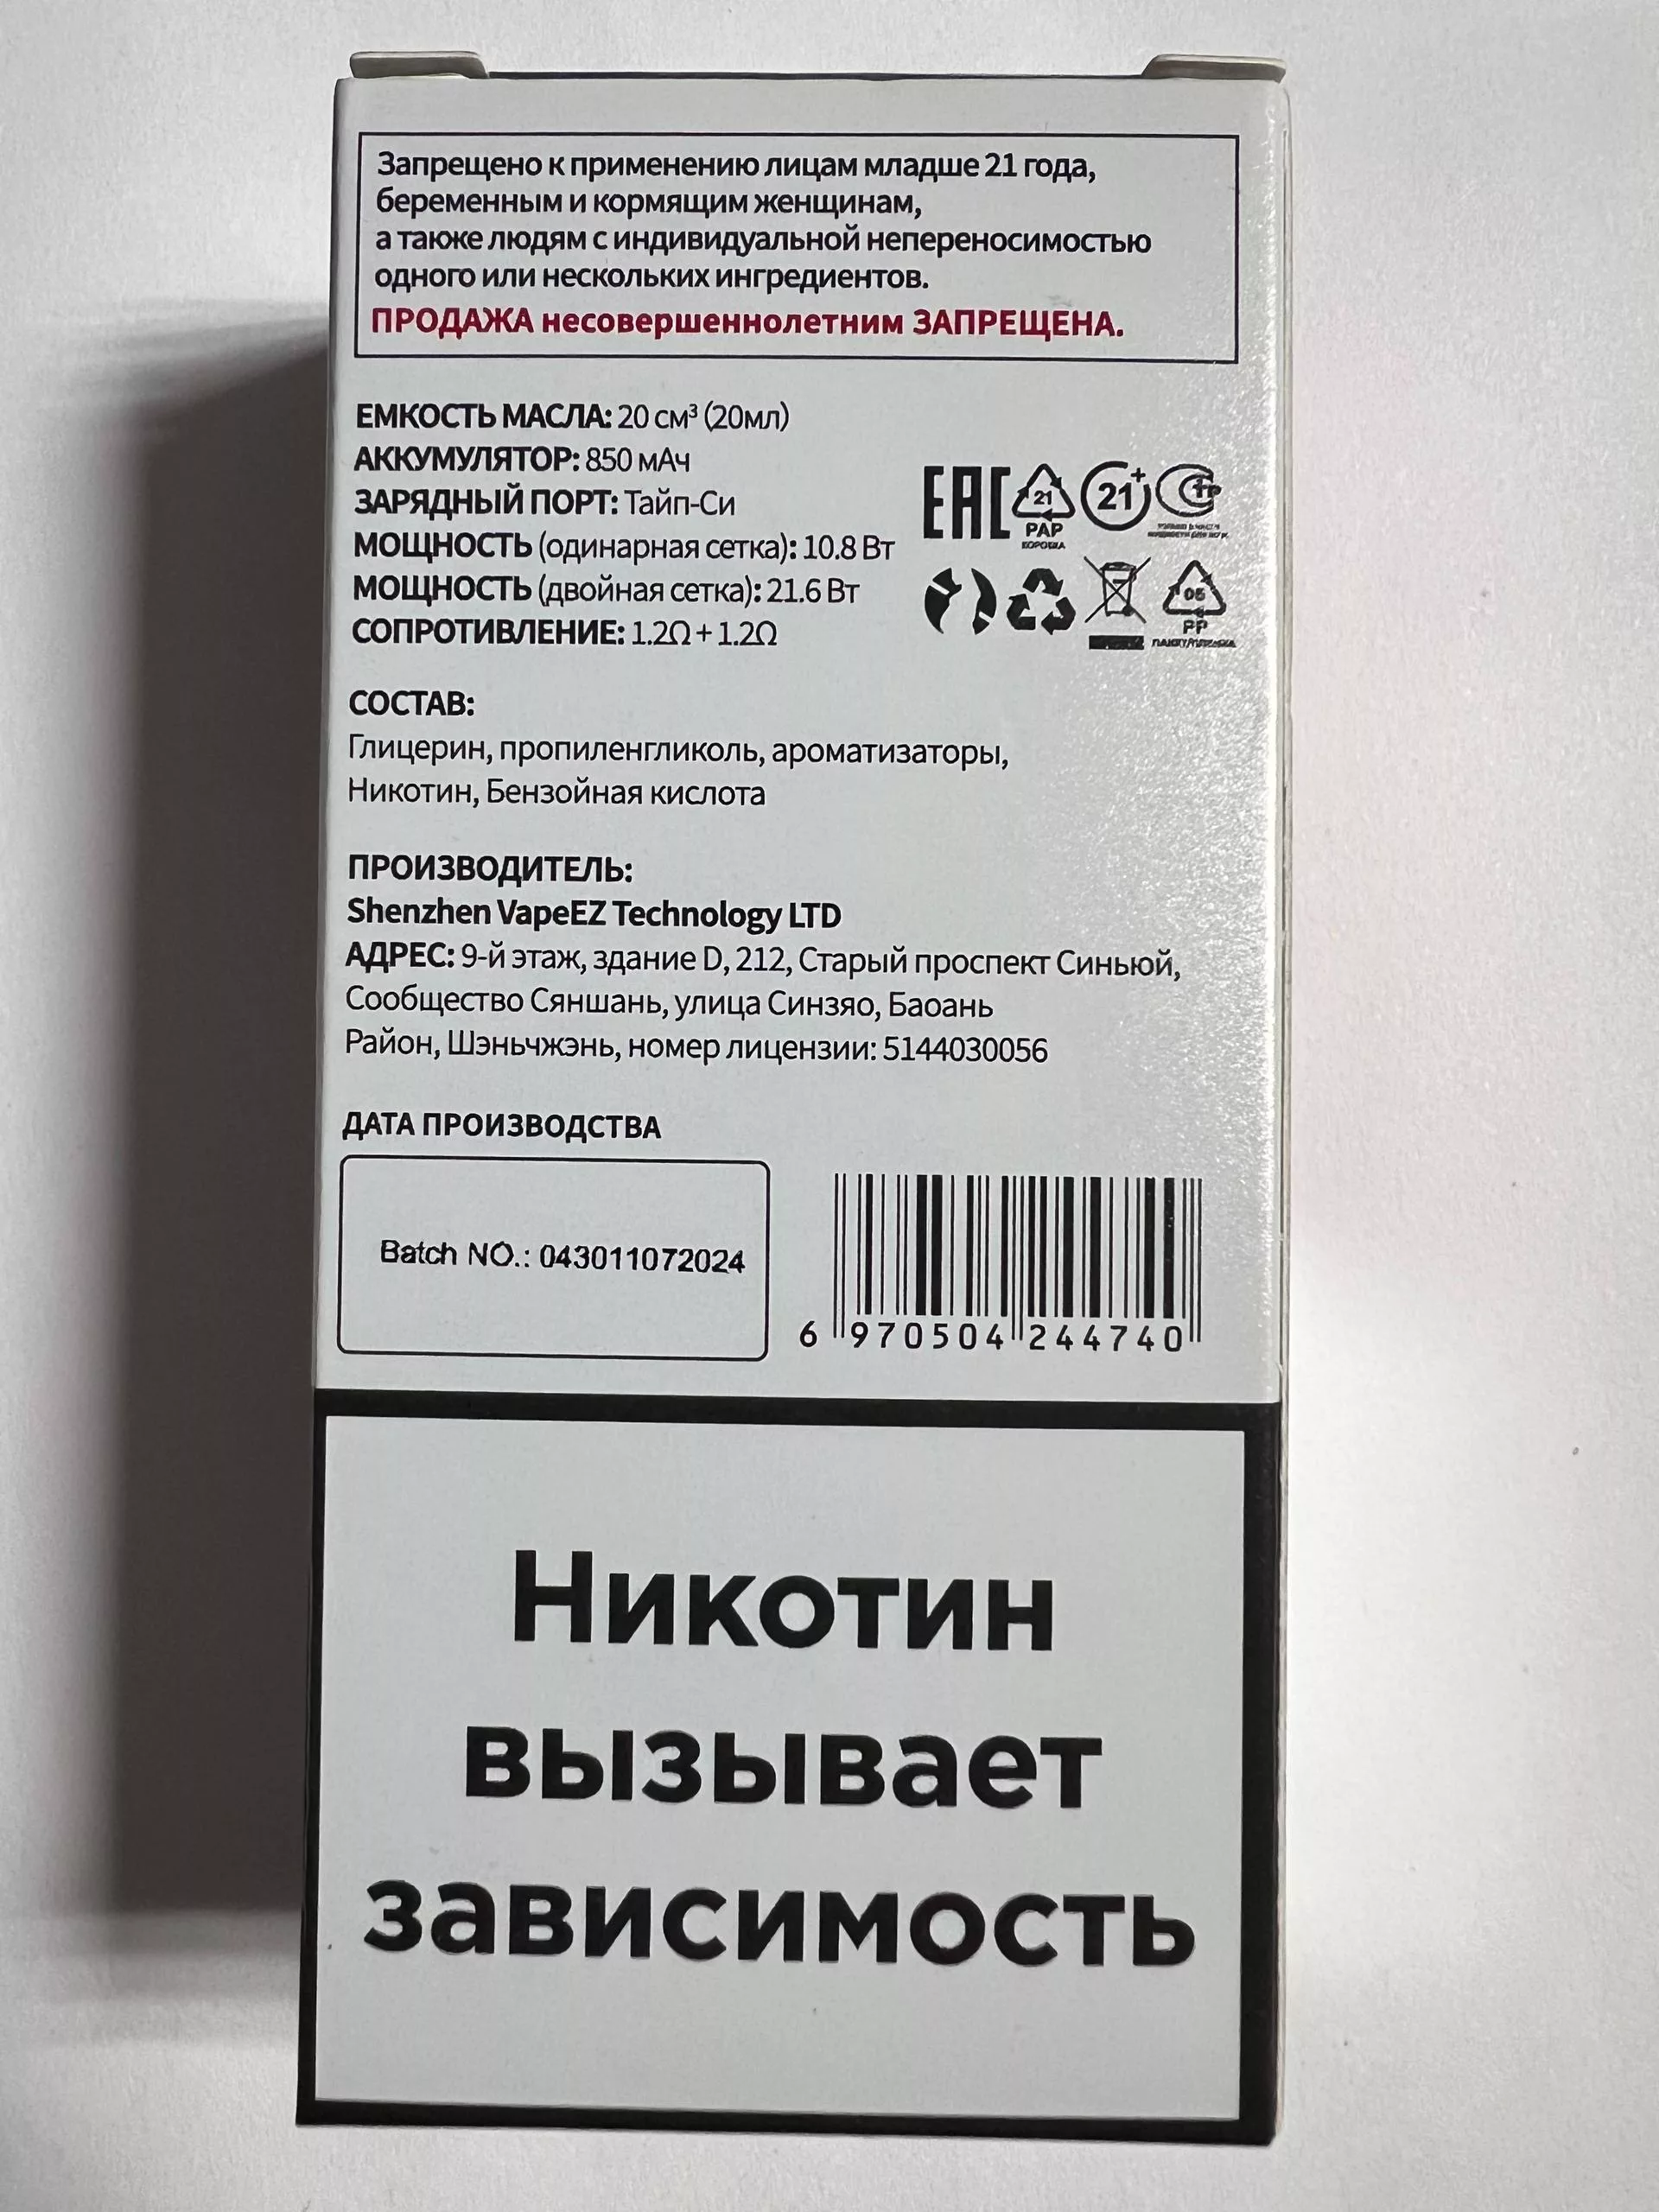 Запрещено к применению лицам младше 21 года,
беременным и кормящим женщинам,
а также людям с индивидуальной непереносимостью
одного или нескольких ингредиентов.
ПРОДАЖА несовершеннолетним ЗАПРЕЩЕНА.
ЕМКОСТЬ МАСЛА: 20 см³ (20мл)
АККУМУЛЯТОР: 850 мАч
ЗАРЯДНЫЙ ПОРТ: Тайп-Си
МОЩНОСТЬ (одинарная сетка): 10.8 Вт
МОЩНОСТЬ (двойная сетка): 21.6 Вт
СОПРОТИВЛЕНИЕ: 1.2Ω + 1.2Ω
EAC
21
PAP
КОРОБКА
21+
05
PP
СОСТАВ:
Глицерин, пропиленгликоль, ароматизаторы,
Никотин, Бензойная кислота
ПРОИЗВОДИТЕЛЬ:
Shenzhen VapeEZ Technology LTD
АДРЕС: 9-й этаж, здание D, 212, Старый проспект Синьюй,
Сообщество Сяншань, улица Синзяо, Баоань
Район, Шэньчжэнь, номер лицензии: 5144030056
ДАТА ПРОИЗВОДСТВА
Batch NO.: 043011072024
6 970504 244740
Никотин
вызывает
зависимость